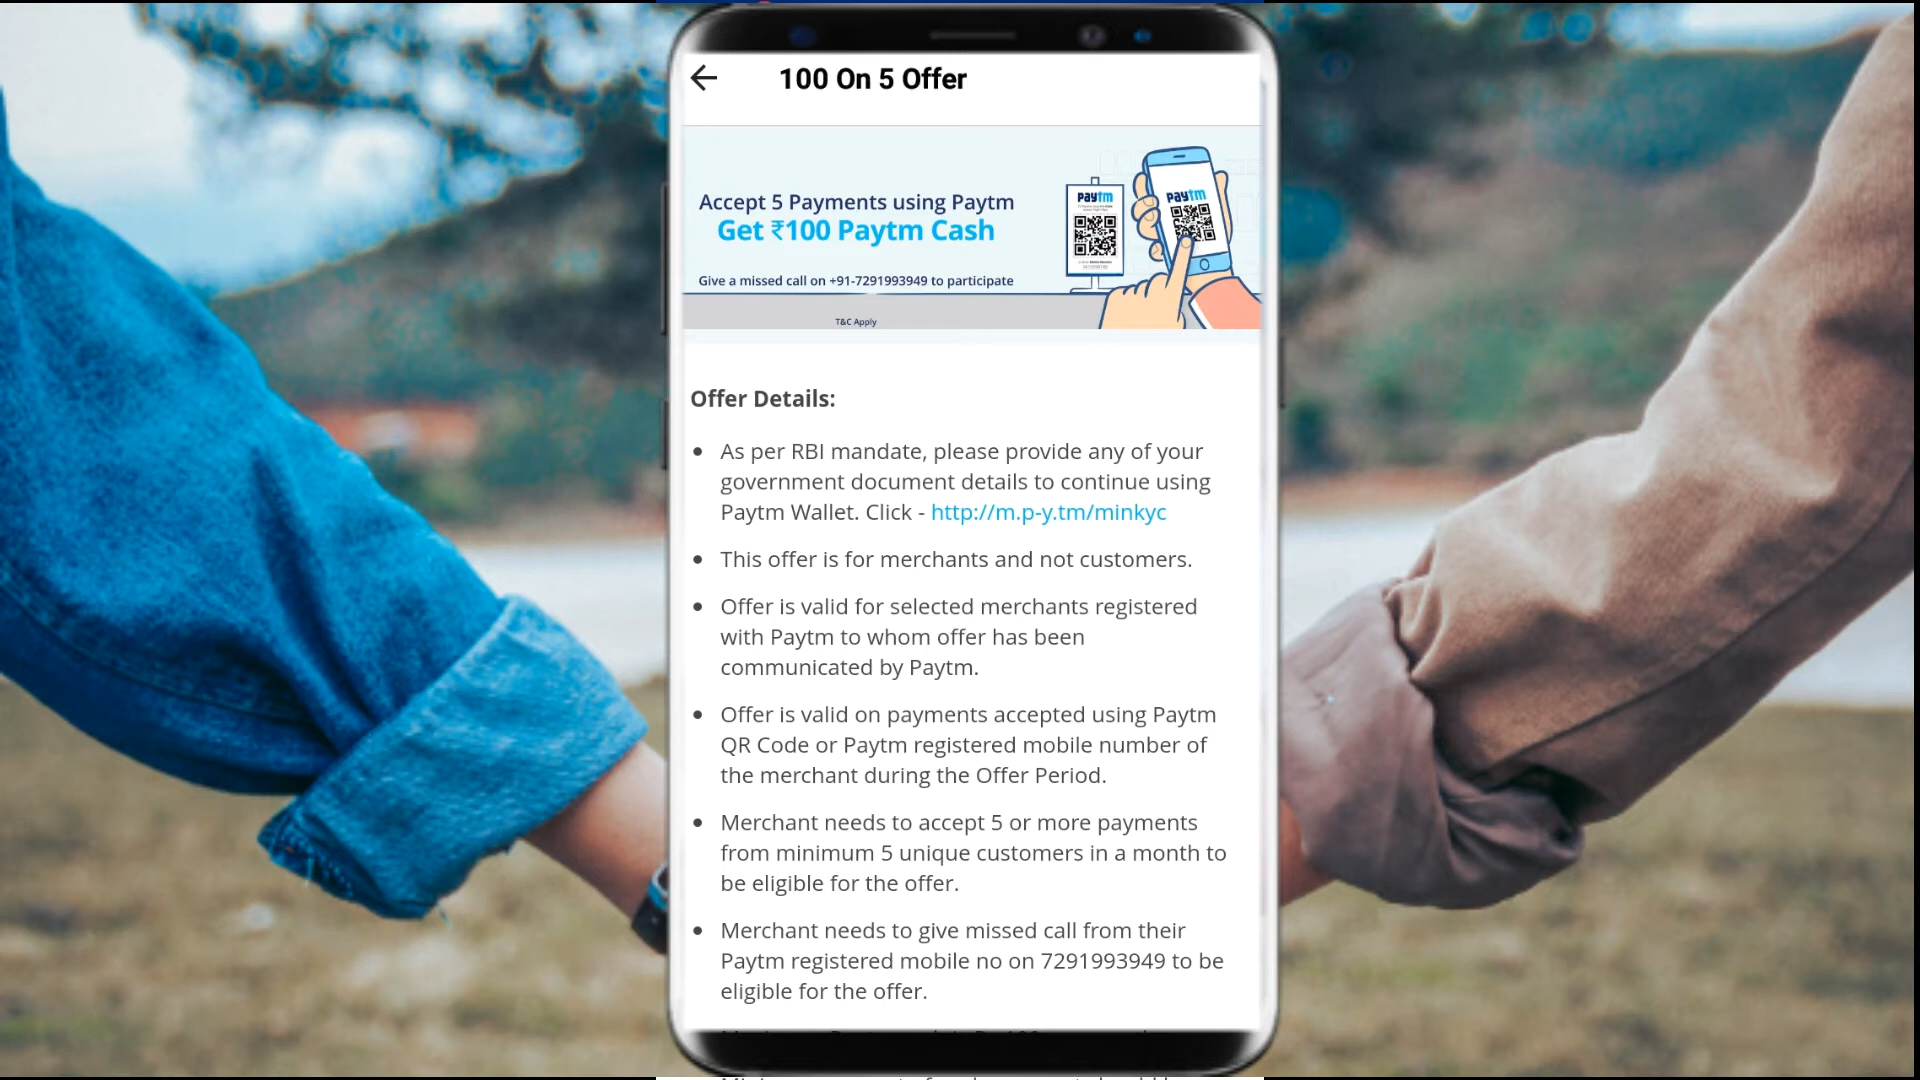 100 On 5 Offer
Accept 5 Payments using Paytm
Get ₹100 Paytm Cash
Give a missed call on +91-7291993949 to participate
T&C Apply
paytm
paytm
Offer Details:
• As per RBI mandate, please provide any of your
government document details to continue using
Paytm Wallet. Click - http://m.p-y.tm/minkyc
• This offer is for merchants and not customers.
• Offer is valid for selected merchants registered
with Paytm to whom offer has been
communicated by Paytm.
• Offer is valid on payments accepted using Paytm
QR Code or Paytm registered mobile number of
the merchant during the Offer Period.
• Merchant needs to accept 5 or more payments
from minimum 5 unique customers in a month to
be eligible for the offer.
• Merchant needs to give missed call from their
Paytm registered mobile no on 7291993949 to be
eligible for the offer.